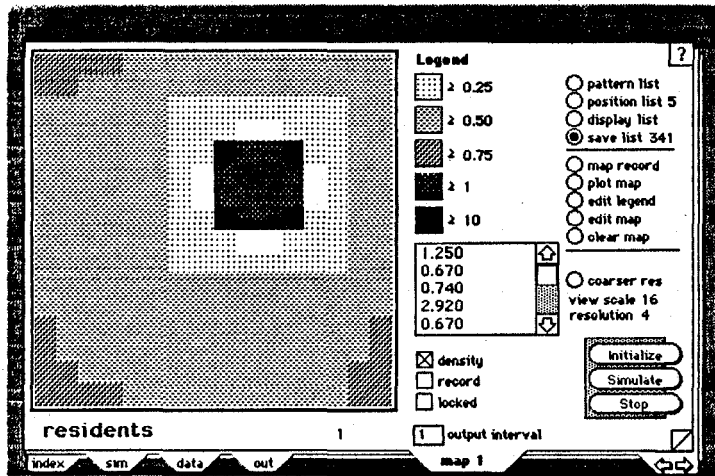 ?
Legend
≥ 0.25
≥ 0.50
≥ 0.75
≥ 1
≥ 10
pattern list
position list 5
display list
save list 341
map record
plot map
edit legend
edit map
clear map
1.250
0.670
0.740
2.920
0.670
coarser res
view scale 16
resolution 4
density
record
locked
Initialize
Simulate
Stop
residents 1
1 output interval
index sim data out map 1